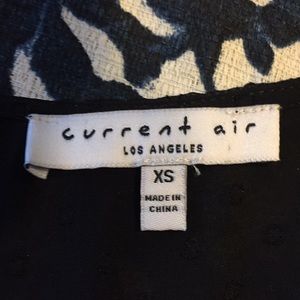 current air
LOS ANGELES
XS
MADE IN
CHINA